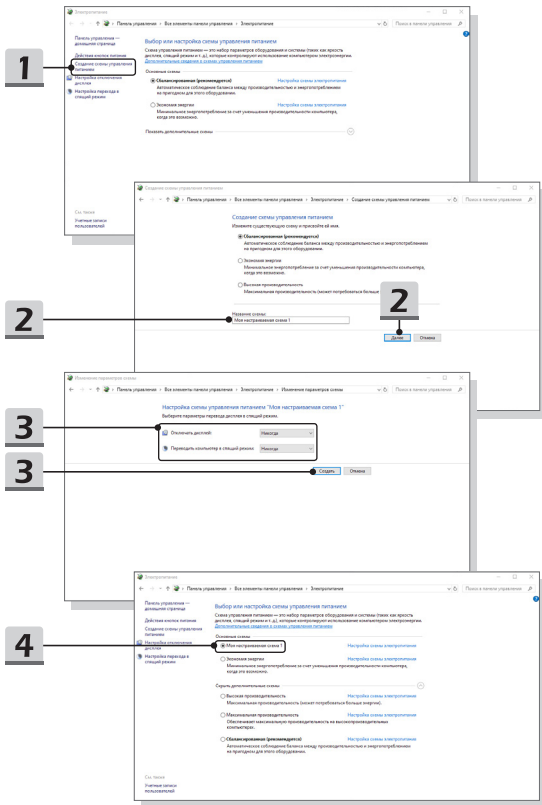 Электропитание
Панель управления › Все элементы панели управления › Электропитание
Поиск в панели управления
Панель управления —
домашняя страница
Действия кнопок питания
Создание схемы управления
питанием
Настройка отключения
дисплея
Настройка перехода в
спящий режим
См. также
Учетные записи
пользователей
Выбор или настройка схемы управления питанием
Схема управления питанием — это набор параметров оборудования и системы (таких как яркость
дисплея, спящий режим и т. д.), которые контролируют использование компьютером электроэнергии.
Дополнительные сведения о схемах управления питанием
Основные схемы
Сбалансированная (рекомендуется) Настройка схемы электропитания
Автоматическое соблюдение баланса между производительностью и энергопотреблением
на пригодном для этого оборудовании.
Экономия энергии Настройка схемы электропитания
Минимальное энергопотребление за счет уменьшения производительности компьютера,
когда это возможно.
Показать дополнительные схемы
1
Создание схемы управления питанием
Панель управления › Все элементы панели управления › Электропитание › Создание схемы управления питанием
Поиск в панели управления
Создание схемы управления питанием
Измените существующую схему и присвойте ей имя.
Сбалансированная (рекомендуется)
Автоматическое соблюдение баланса между производительностью и энергопотреблением
на пригодном для этого оборудовании.
Экономия энергии
Минимальное энергопотребление за счет уменьшения производительности компьютера,
когда это возможно.
Высокая производительность
Максимальная производительность (может потребоваться больше
Название схемы:
Моя настраиваемая схема 1
2
2
Далее Отмена
Изменение параметров схемы
Панель управления › Все элементы панели управления › Электропитание › Изменение параметров схемы
Поиск в панели управления
Настройка схемы управления питанием "Моя настраиваемая схема 1"
Выберите параметры перевода дисплея в спящий режим.
3
Отключать дисплей: Никогда
Переводить компьютер в спящий режим: Никогда
3
Создать Отмена
Электропитание
Панель управления › Все элементы панели управления › Электропитание
Поиск в панели управления
Панель управления —
домашняя страница
Действия кнопок питания
Создание схемы управления
питанием
Настройка отключения
дисплея
Настройка перехода в
спящий режим
См. также
Учетные записи
пользователей
Выбор или настройка схемы управления питанием
Схема управления питанием — это набор параметров оборудования и системы (таких как яркость
дисплея, спящий режим и т. д.), которые контролируют использование компьютером электроэнергии.
Дополнительные сведения о схемах управления питанием
Основные схемы
4
Моя настраиваемая схема 1 Настройка схемы электропитания
Экономия энергии Настройка схемы электропитания
Минимальное энергопотребление за счет уменьшения производительности компьютера,
когда это возможно.
Скрыть дополнительные схемы
Высокая производительность Настройка схемы электропитания
Максимальная производительность (может потребоваться больше энергии).
Максимальная производительность Настройка схемы электропитания
Обеспечивает максимальную производительность на высокопроизводительных
компьютерах.
Сбалансированная (рекомендуется) Настройка схемы электропитания
Автоматическое соблюдение баланса между производительностью и энергопотреблением
на пригодном для этого оборудовании.